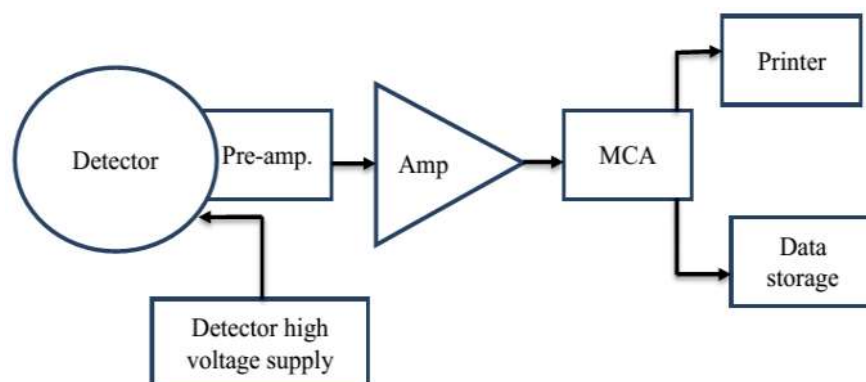 Detector
Pre-amp.
Amp
MCA
Printer
Data
storage
Detector high
voltage supply